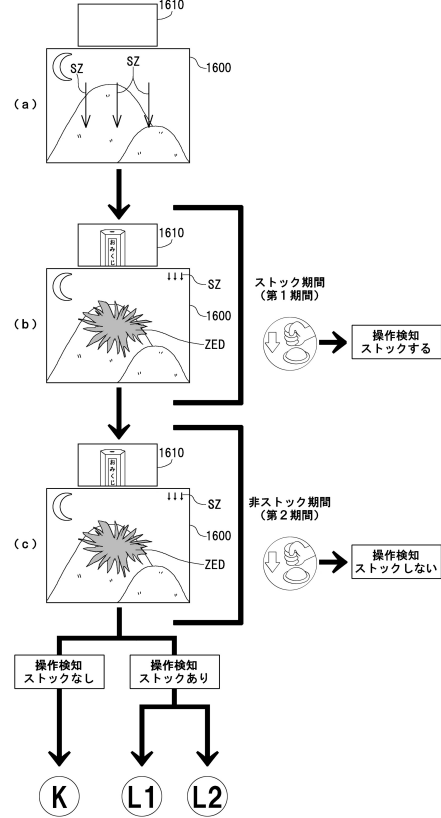 1610
1600
SZ
SZ
(a)
1610
おみくじ
SZ
1600
ZED
(b)
ストック期間
(第1期間)
操作検知
ストックする
1610
おみくじ
SZ
1600
ZED
(c)
非ストック期間
(第2期間)
操作検知
ストックしない
操作検知
ストックなし
操作検知
ストックあり
K
L1
L2